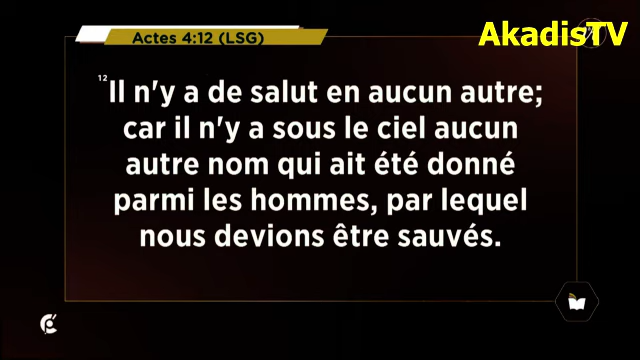 Actes 4:12 (LSG)
AkadisTV
12 Il n'y a de salut en aucun autre;
car il n'y a sous le ciel aucun
autre nom qui ait été donné
parmi les hommes, par lequel
nous devions être sauvés.